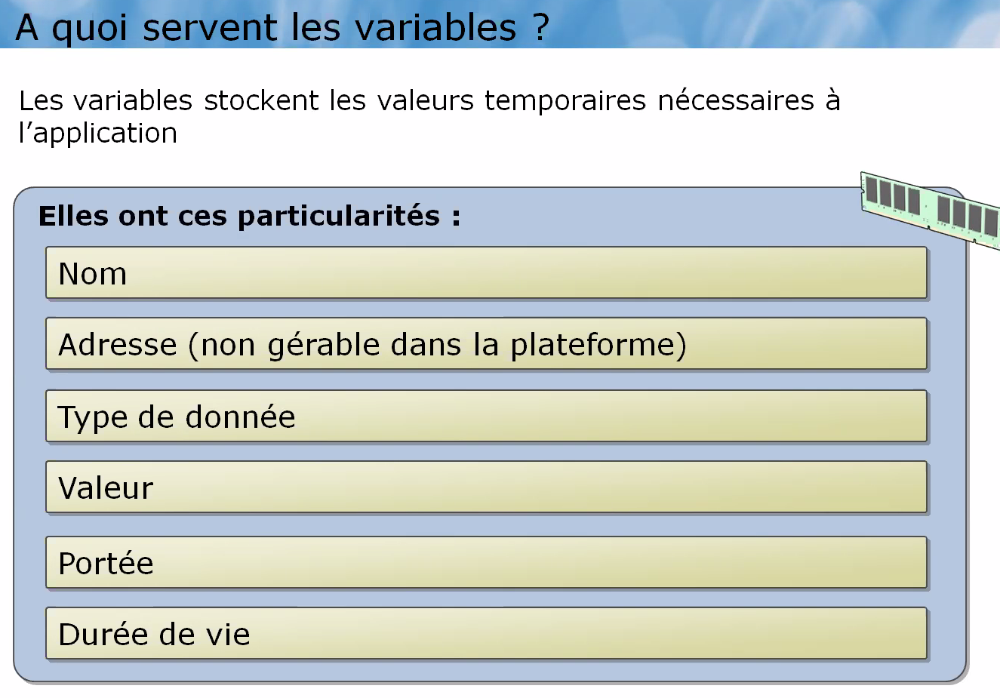 A quoi servent les variables ?
Les variables stockent les valeurs temporaires nécessaires à
l’application
Elles ont ces particularités :
Nom
Adresse (non gérable dans la plateforme)
Type de donnée
Valeur
Portée
Durée de vie